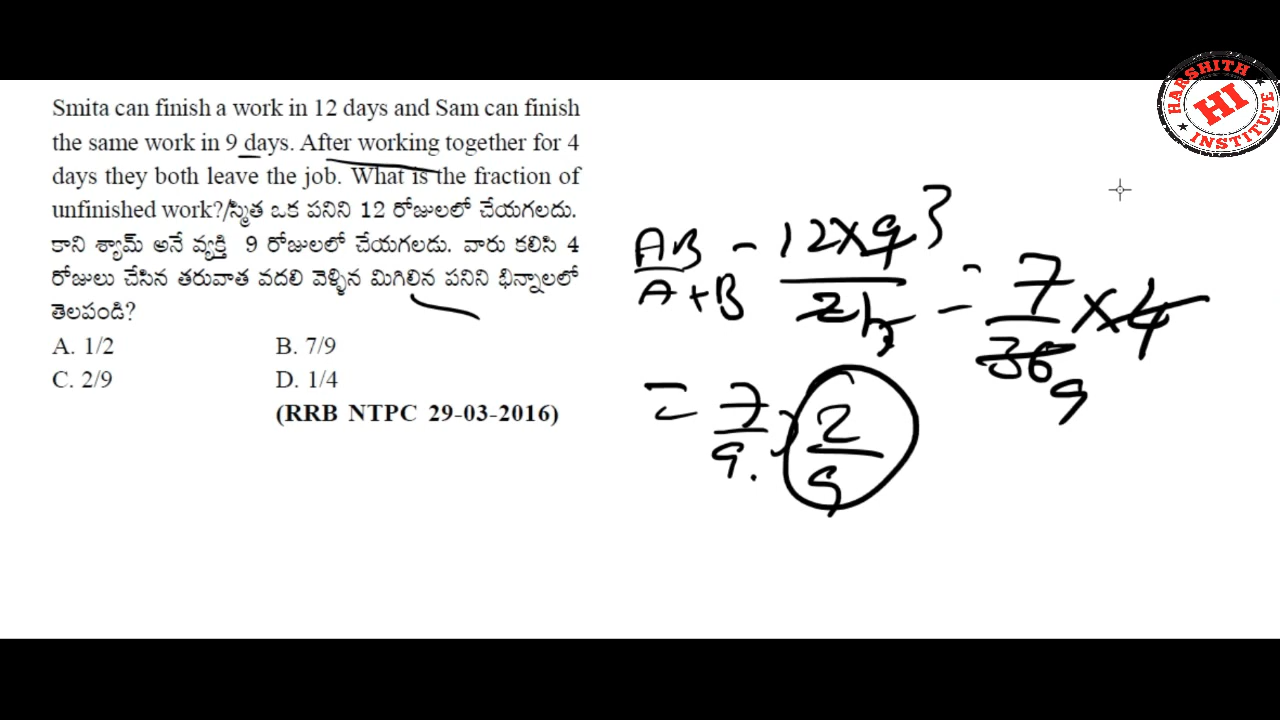 HARSHITH
HI
INSTITUTE
Smita can finish a work in 12 days and Sam can finish
the same work in 9 days. After working together for 4
days they both leave the job. What is the fraction of
unfinished work?/స్మిత ఒక పనిని 12 రోజులలో చేయగలదు.
కాని శ్యామ్ అనే వ్యక్తి 9 రోజులలో చేయగలడు. వారు కలిసి 4
రోజులు చేసిన తరువాత వదలి వెళ్ళిన మిగిలిన పనిని భిన్నాలలో
తెలపండి?
A. 1/2 B. 7/9
C. 2/9 D. 1/4
(RRB NTPC 29-03-2016)
AB - 12×9 3
A+B 21 7
= 7 × 4
36 9
= 7 2
9 9